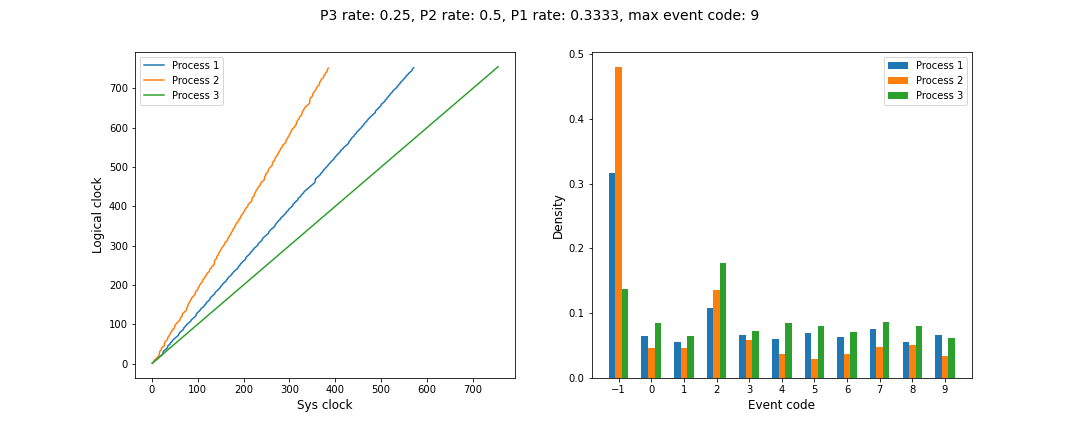 P3 rate: 0.25, P2 rate: 0.5, P1 rate: 0.3333, max event code: 9
Process 1
Process 2
Process 3
Logical clock
700
600
500
400
300
200
100
0
0 100 200 300 400 500 600 700
Sys clock
Process 1
Process 2
Process 3
Density
0.5
0.4
0.3
0.2
0.1
0.0
−1 0 1 2 3 4 5 6 7 8 9
Event code